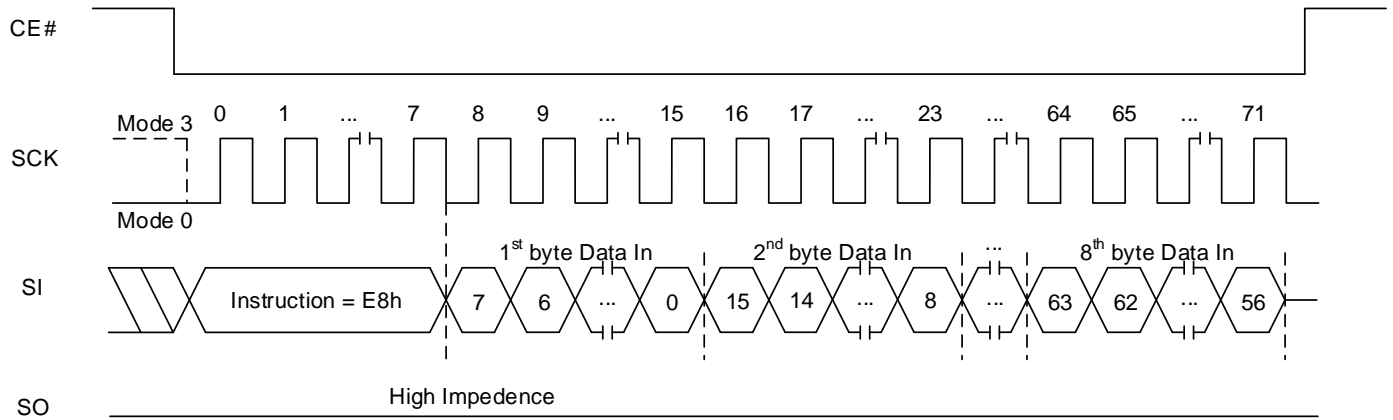 CE#
0 1 ... 7 8 9 ... 15 16 17 ... 23 ... 64 65 ... 71
Mode 3
SCK
Mode 0
1st byte Data In 2nd byte Data In ... 8th byte Data In
SI
Instruction = E8h 7 6 ... 0 15 14 ... 8 ... 63 62 ... 56
High Impedence
SO